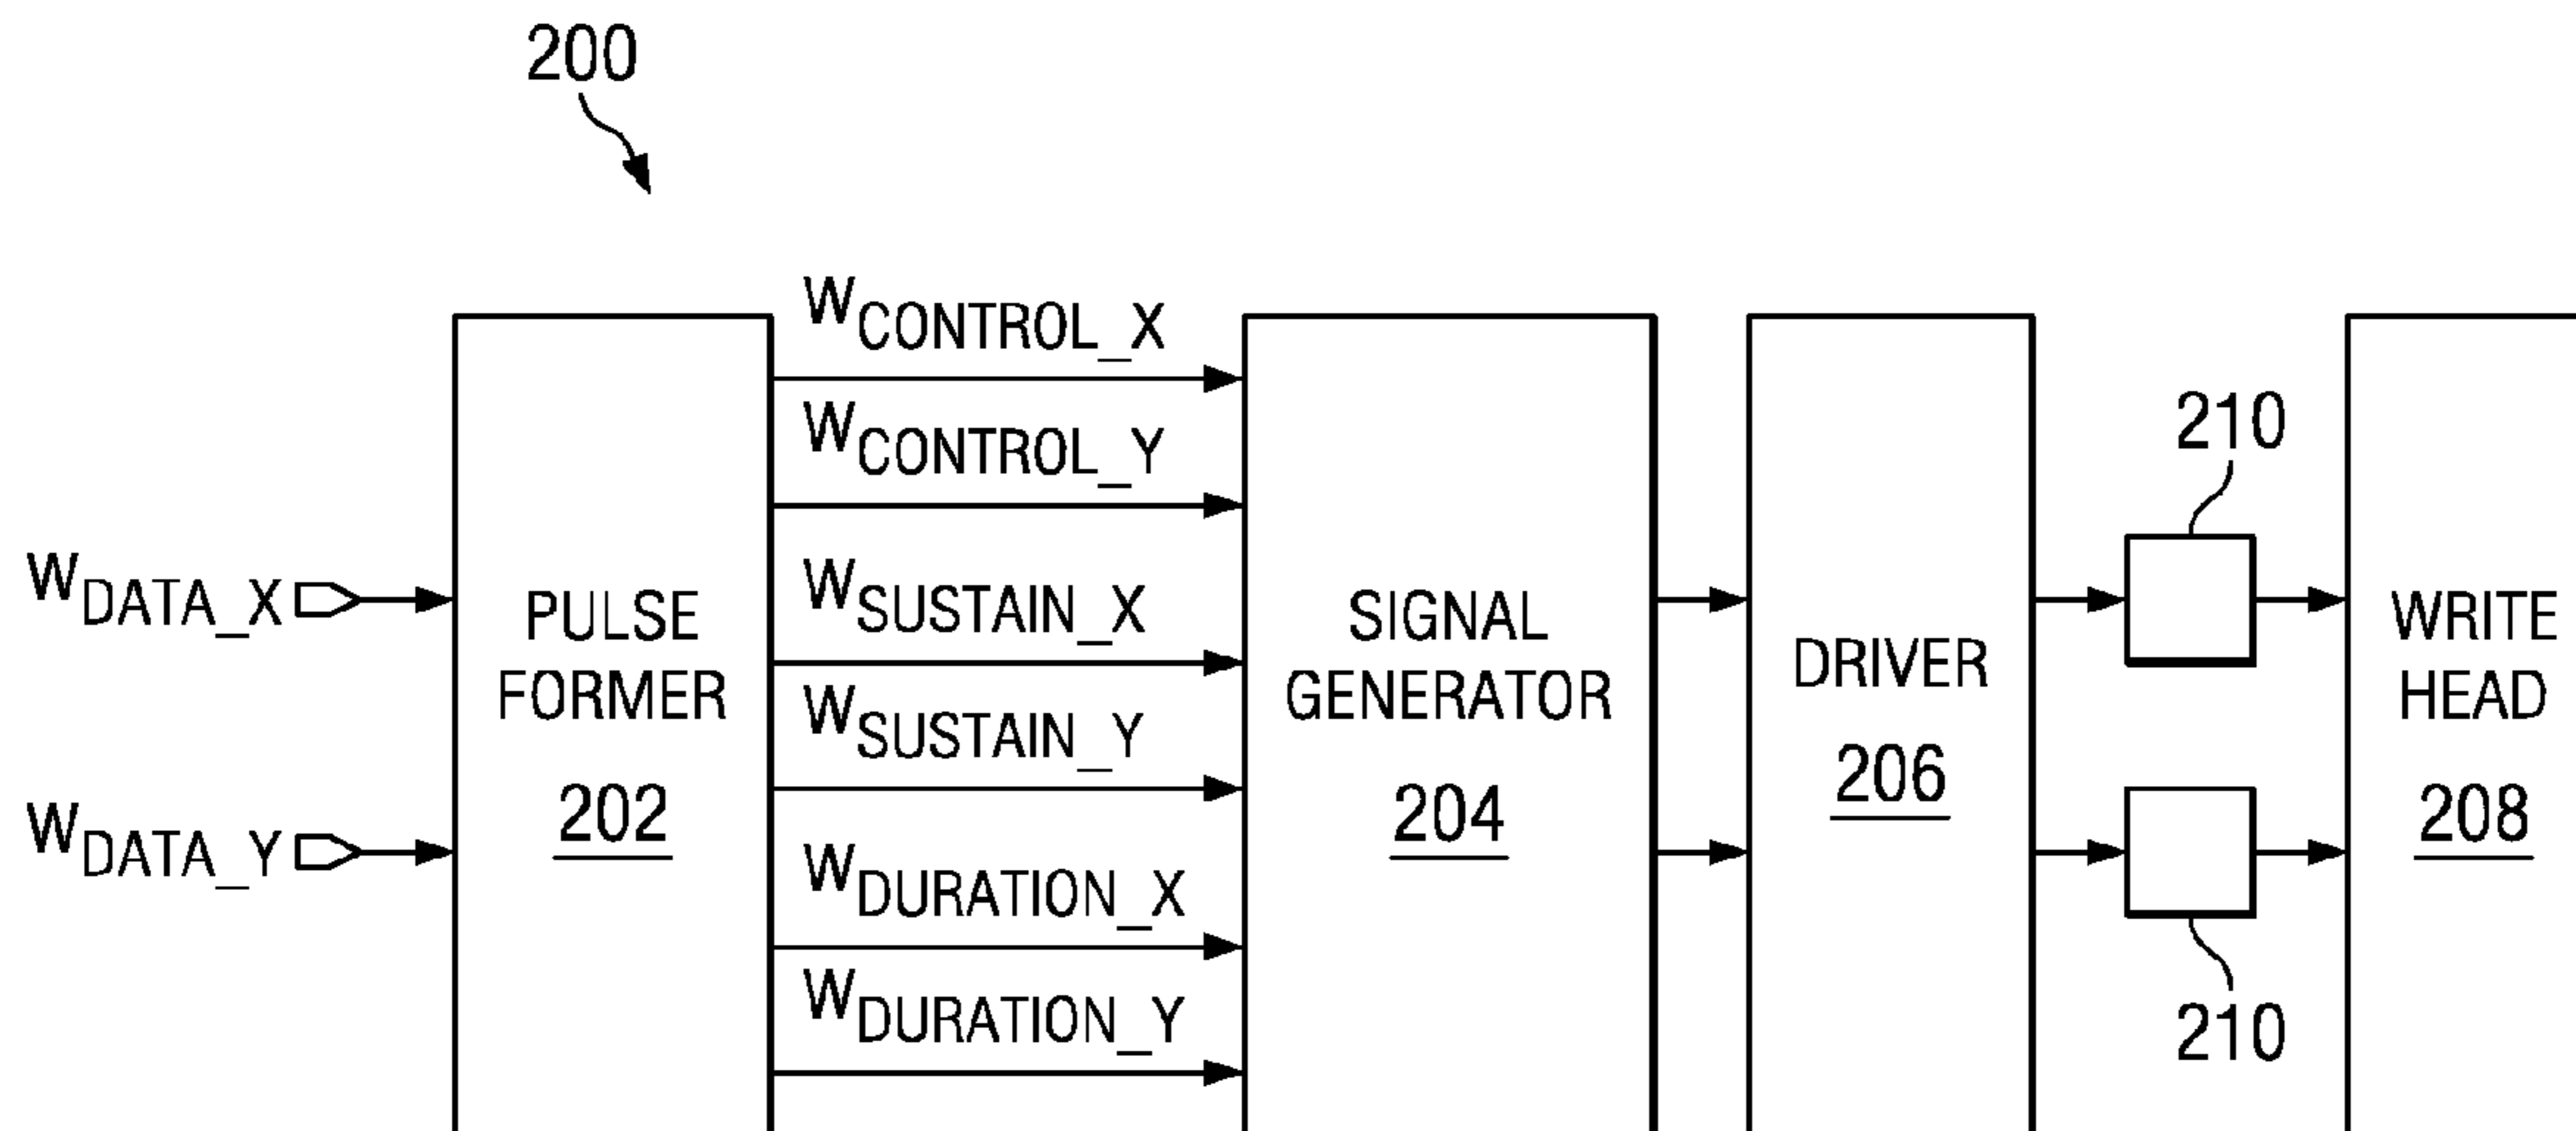 200
W_CONTROL_X
W_CONTROL_Y
W_SUSTAIN_X
W_SUSTAIN_Y
W_DURATION_X
W_DURATION_Y
W_DATA_X
W_DATA_Y
PULSE
FORMER
202
SIGNAL
GENERATOR
204
DRIVER
206
210
210
WRITE
HEAD
208